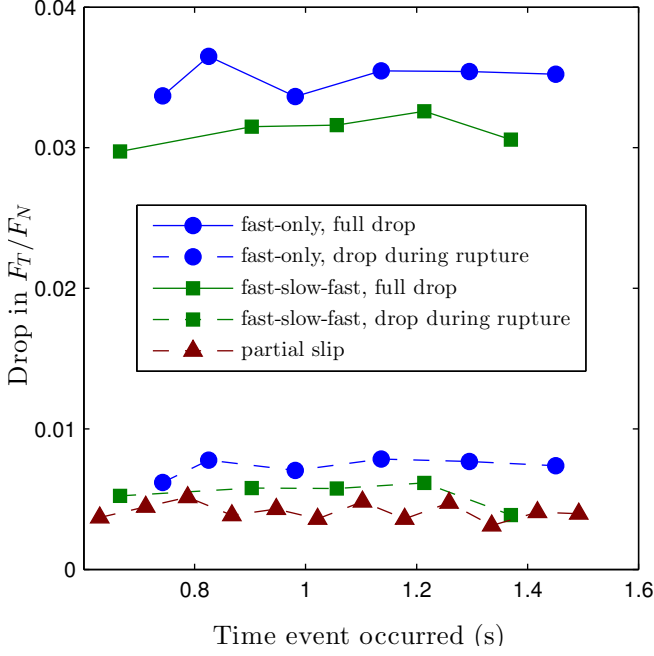 0.04
0.03
0.02
0.01
0
Drop in F_T/F_N
fast-only, full drop
fast-only, drop during rupture
fast-slow-fast, full drop
fast-slow-fast, drop during rupture
partial slip
0.8 1 1.2 1.4 1.6
Time event occurred (s)